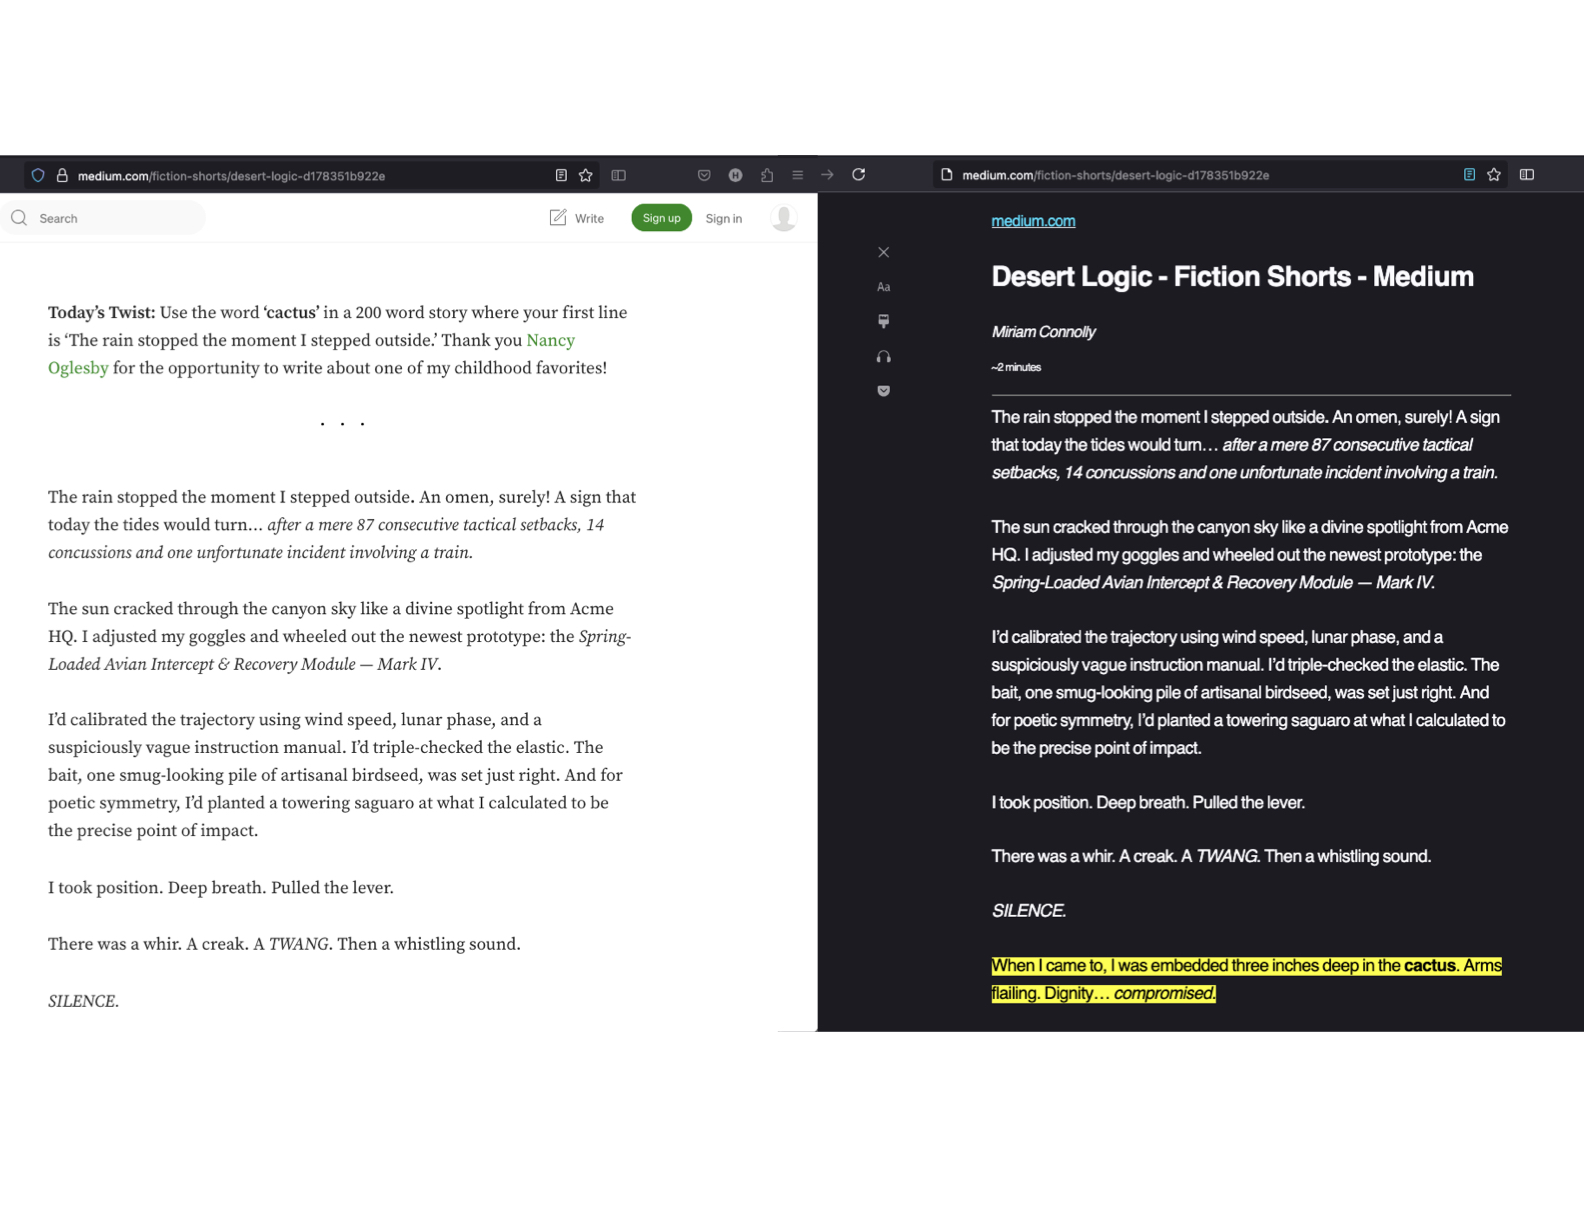 medium.com/fiction-shorts/desert-logic-d178351b922e
Search
Write
Sign up
Sign in
Today’s Twist: Use the word ‘cactus’ in a 200 word story where your first line
is ‘The rain stopped the moment I stepped outside.’ Thank you Nancy
Oglesby for the opportunity to write about one of my childhood favorites!
. . .
The rain stopped the moment I stepped outside. An omen, surely! A sign that
today the tides would turn… after a mere 87 consecutive tactical setbacks, 14
concussions and one unfortunate incident involving a train.
The sun cracked through the canyon sky like a divine spotlight from Acme
HQ. I adjusted my goggles and wheeled out the newest prototype: the Spring-
Loaded Avian Intercept & Recovery Module — Mark IV.
I’d calibrated the trajectory using wind speed, lunar phase, and a
suspiciously vague instruction manual. I’d triple-checked the elastic. The
bait, one smug-looking pile of artisanal birdseed, was set just right. And for
poetic symmetry, I’d planted a towering saguaro at what I calculated to be
the precise point of impact.
I took position. Deep breath. Pulled the lever.
There was a whir. A creak. A TWANG. Then a whistling sound.
SILENCE.
medium.com/fiction-shorts/desert-logic-d178351b922e
Aa
medium.com
Desert Logic - Fiction Shorts - Medium
Miriam Connolly
~2 minutes
The rain stopped the moment I stepped outside. An omen, surely! A sign
that today the tides would turn… after a mere 87 consecutive tactical
setbacks, 14 concussions and one unfortunate incident involving a train.
The sun cracked through the canyon sky like a divine spotlight from Acme
HQ. I adjusted my goggles and wheeled out the newest prototype: the
Spring-Loaded Avian Intercept & Recovery Module — Mark IV.
I’d calibrated the trajectory using wind speed, lunar phase, and a
suspiciously vague instruction manual. I’d triple-checked the elastic. The
bait, one smug-looking pile of artisanal birdseed, was set just right. And
for poetic symmetry, I’d planted a towering saguaro at what I calculated to
be the precise point of impact.
I took position. Deep breath. Pulled the lever.
There was a whir. A creak. A TWANG. Then a whistling sound.
SILENCE.
When I came to, I was embedded three inches deep in the cactus. Arms
flailing. Dignity… compromised.